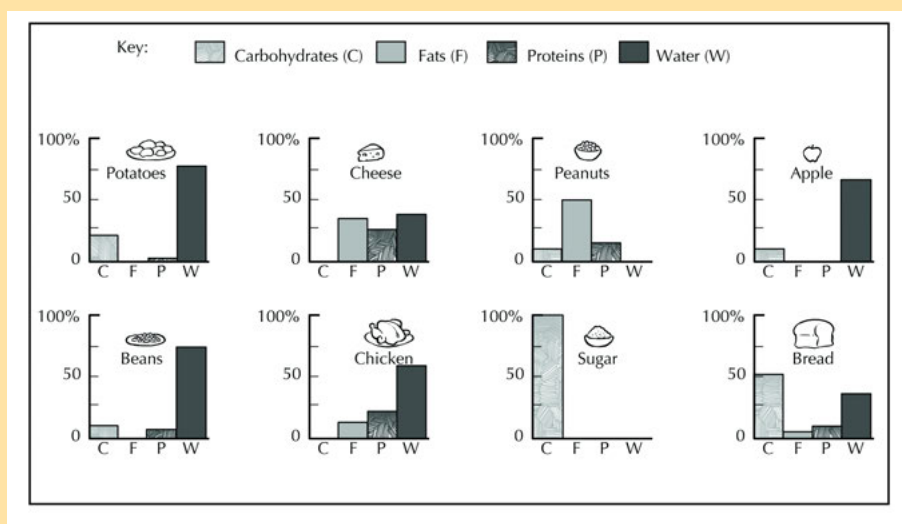 Key: Carbohydrates (C) Fats (F) Proteins (P) Water (W)
100% Potatoes 50 0 C F P W
100% Cheese 50 0 C F P W
100% Peanuts 50 0 C F P W
100% Apple 50 0 C F P W
100% Beans 50 0 C F P W
100% Chicken 50 0 C F P W
100% Sugar 50 0 C F P W
100% Bread 50 0 C F P W